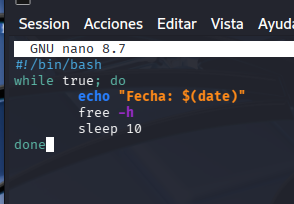 Session Acciones Editar Vista
GNU nano 8.7
#!/bin/bash
while true; do
        echo "Fecha: $(date)"
        free -h
        sleep 10
done